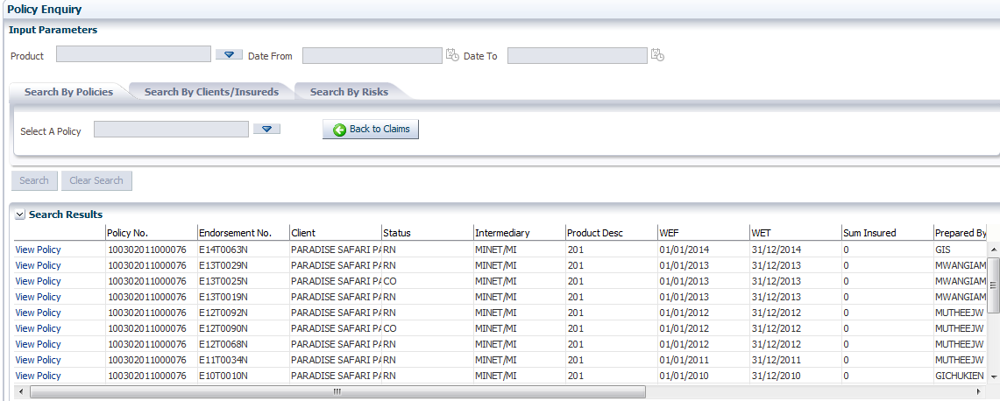 Policy Enquiry
Input Parameters
Product Date From Date To
Search By Policies Search By Clients/Insureds Search By Risks
Select A Policy Back to Claims
Search Clear Search
Search Results
Policy No. Endorsement No. Client Status Intermediary Product Desc WEF WET Sum Insured Prepared By
View Policy 100302011000076 E14T0063N PARADISE SAFARI PA RN MINET/MI 201 01/01/2014 31/12/2014 0 GIS
View Policy 100302011000076 E13T0029N PARADISE SAFARI PA RN MINET/MI 201 01/01/2013 31/12/2013 0 MWANGIAM
View Policy 100302011000076 E13T0025N PARADISE SAFARI PA CO MINET/MI 201 01/01/2013 31/12/2013 0 MWANGIAM
View Policy 100302011000076 E13T0019N PARADISE SAFARI PA RN MINET/MI 201 01/01/2013 31/12/2013 0 MWANGIAM
View Policy 100302011000076 E12T0092N PARADISE SAFARI PA RN MINET/MI 201 01/01/2012 31/12/2012 0 MUTHEEJW
View Policy 100302011000076 E12T0090N PARADISE SAFARI PA CO MINET/MI 201 01/01/2012 31/12/2012 0 MUTHEEJW
View Policy 100302011000076 E12T0068N PARADISE SAFARI PA RN MINET/MI 201 01/01/2012 31/12/2012 0 MUTHEEJW
View Policy 100302011000076 E11T0034N PARADISE SAFARI PA RN MINET/MI 201 01/01/2011 31/12/2011 0 MUTHEEJW
View Policy 100302011000076 E10T0010N PARADISE SAFARI PA RN MINET/MI 201 01/01/2010 31/12/2010 0 GICHUKIEN